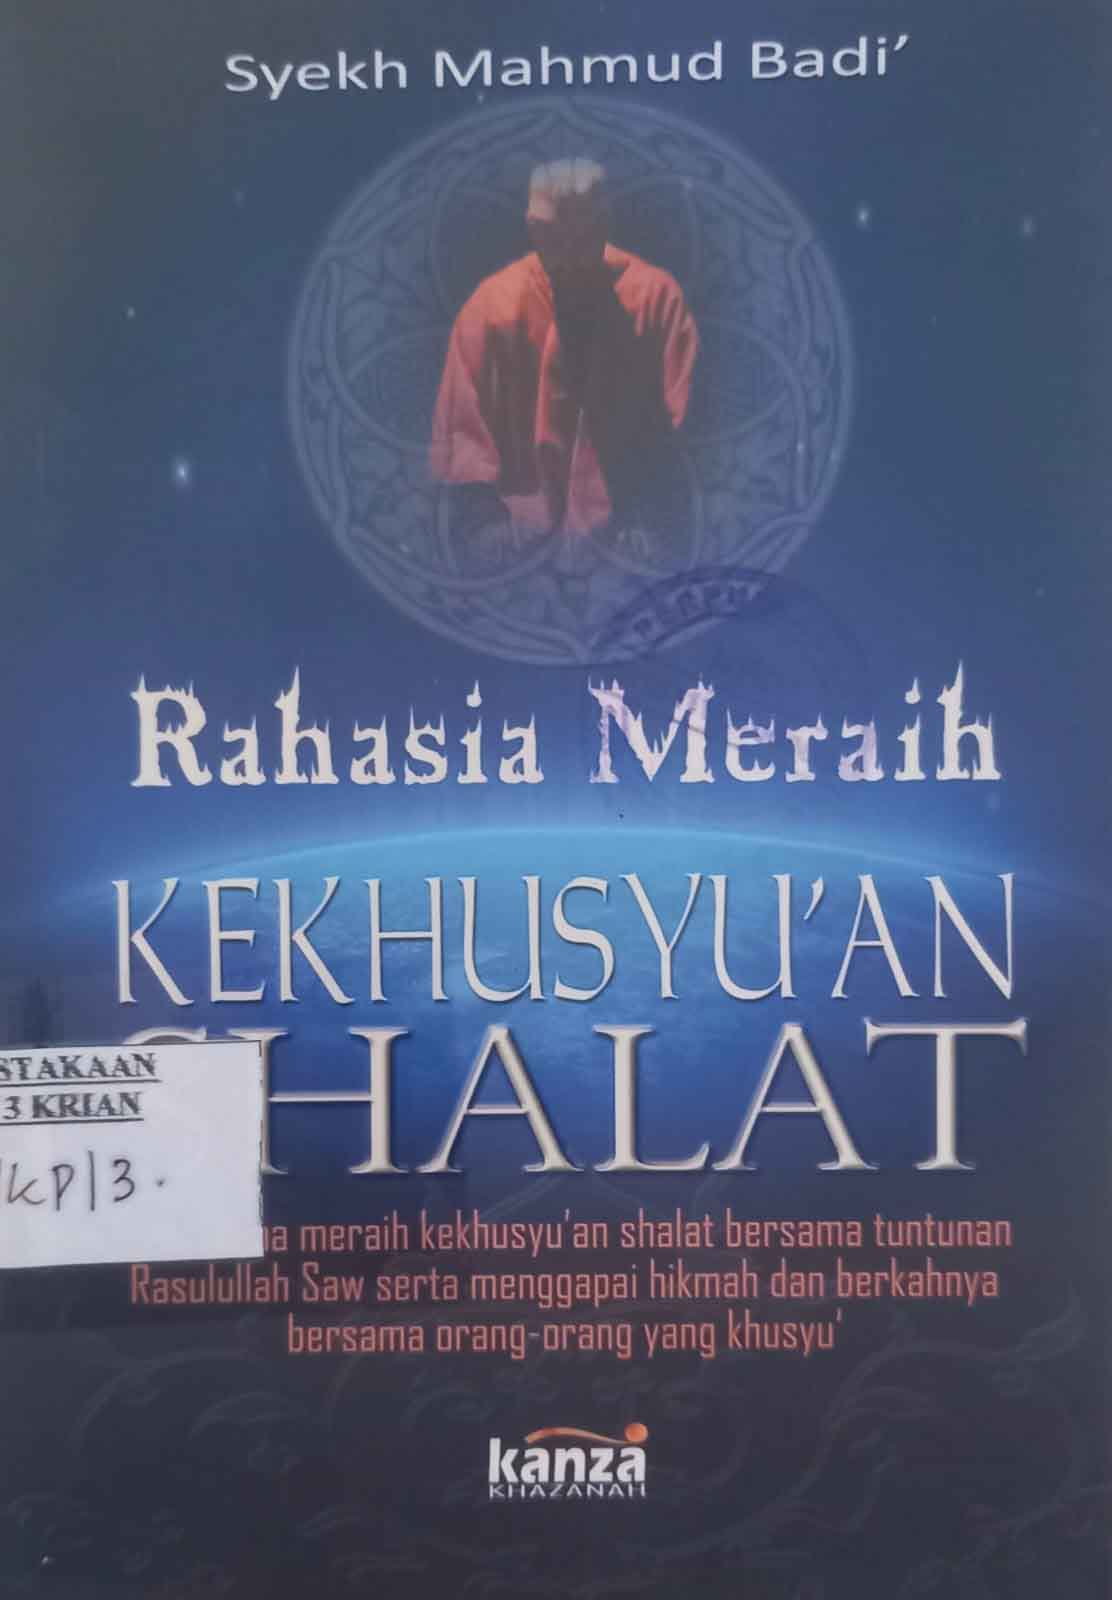 Syekh Mahmud Badi'
Rahasia Meraih
KEKHUSYU'AN
SHALAT
STAKAAN
3 KRIAN
KP/3.
meraih kekhusyu'an shalat bersama tuntunan
Rasulullah Saw serta menggapai hikmah dan berkahnya
bersama orang-orang yang khusyu'
kanza
KHAZANAH